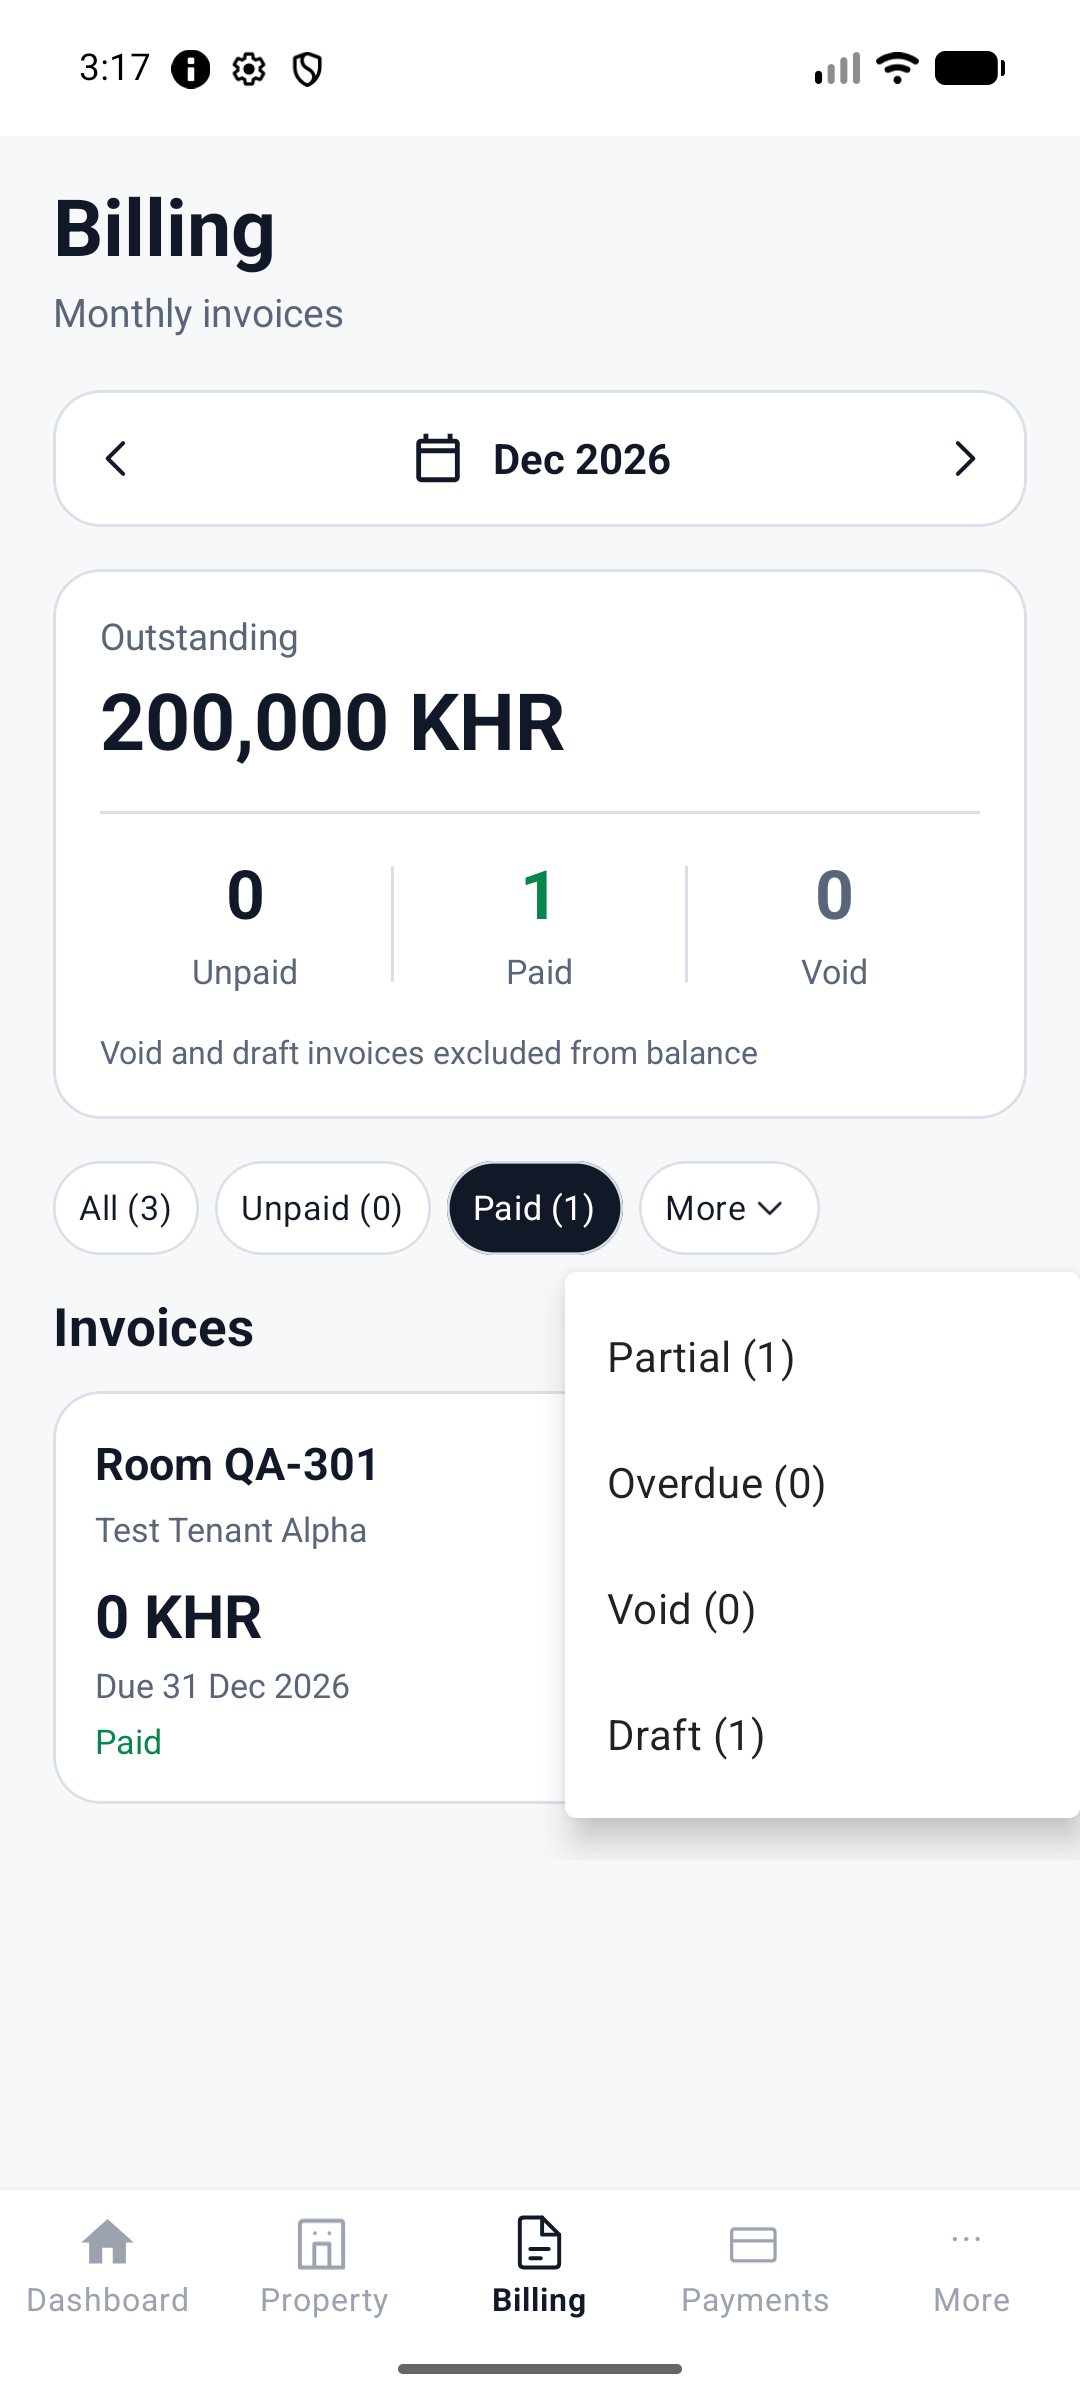 3:17
Billing
Monthly invoices
Dec 2026
Outstanding
200,000 KHR
0 1 0
Unpaid Paid Void
Void and draft invoices excluded from balance
All (3) Unpaid (0) Paid (1) More
Invoices
Partial (1)
Overdue (0)
Void (0)
Draft (1)
Room QA-301
Test Tenant Alpha
0 KHR
Due 31 Dec 2026
Paid
Dashboard Property Billing Payments More